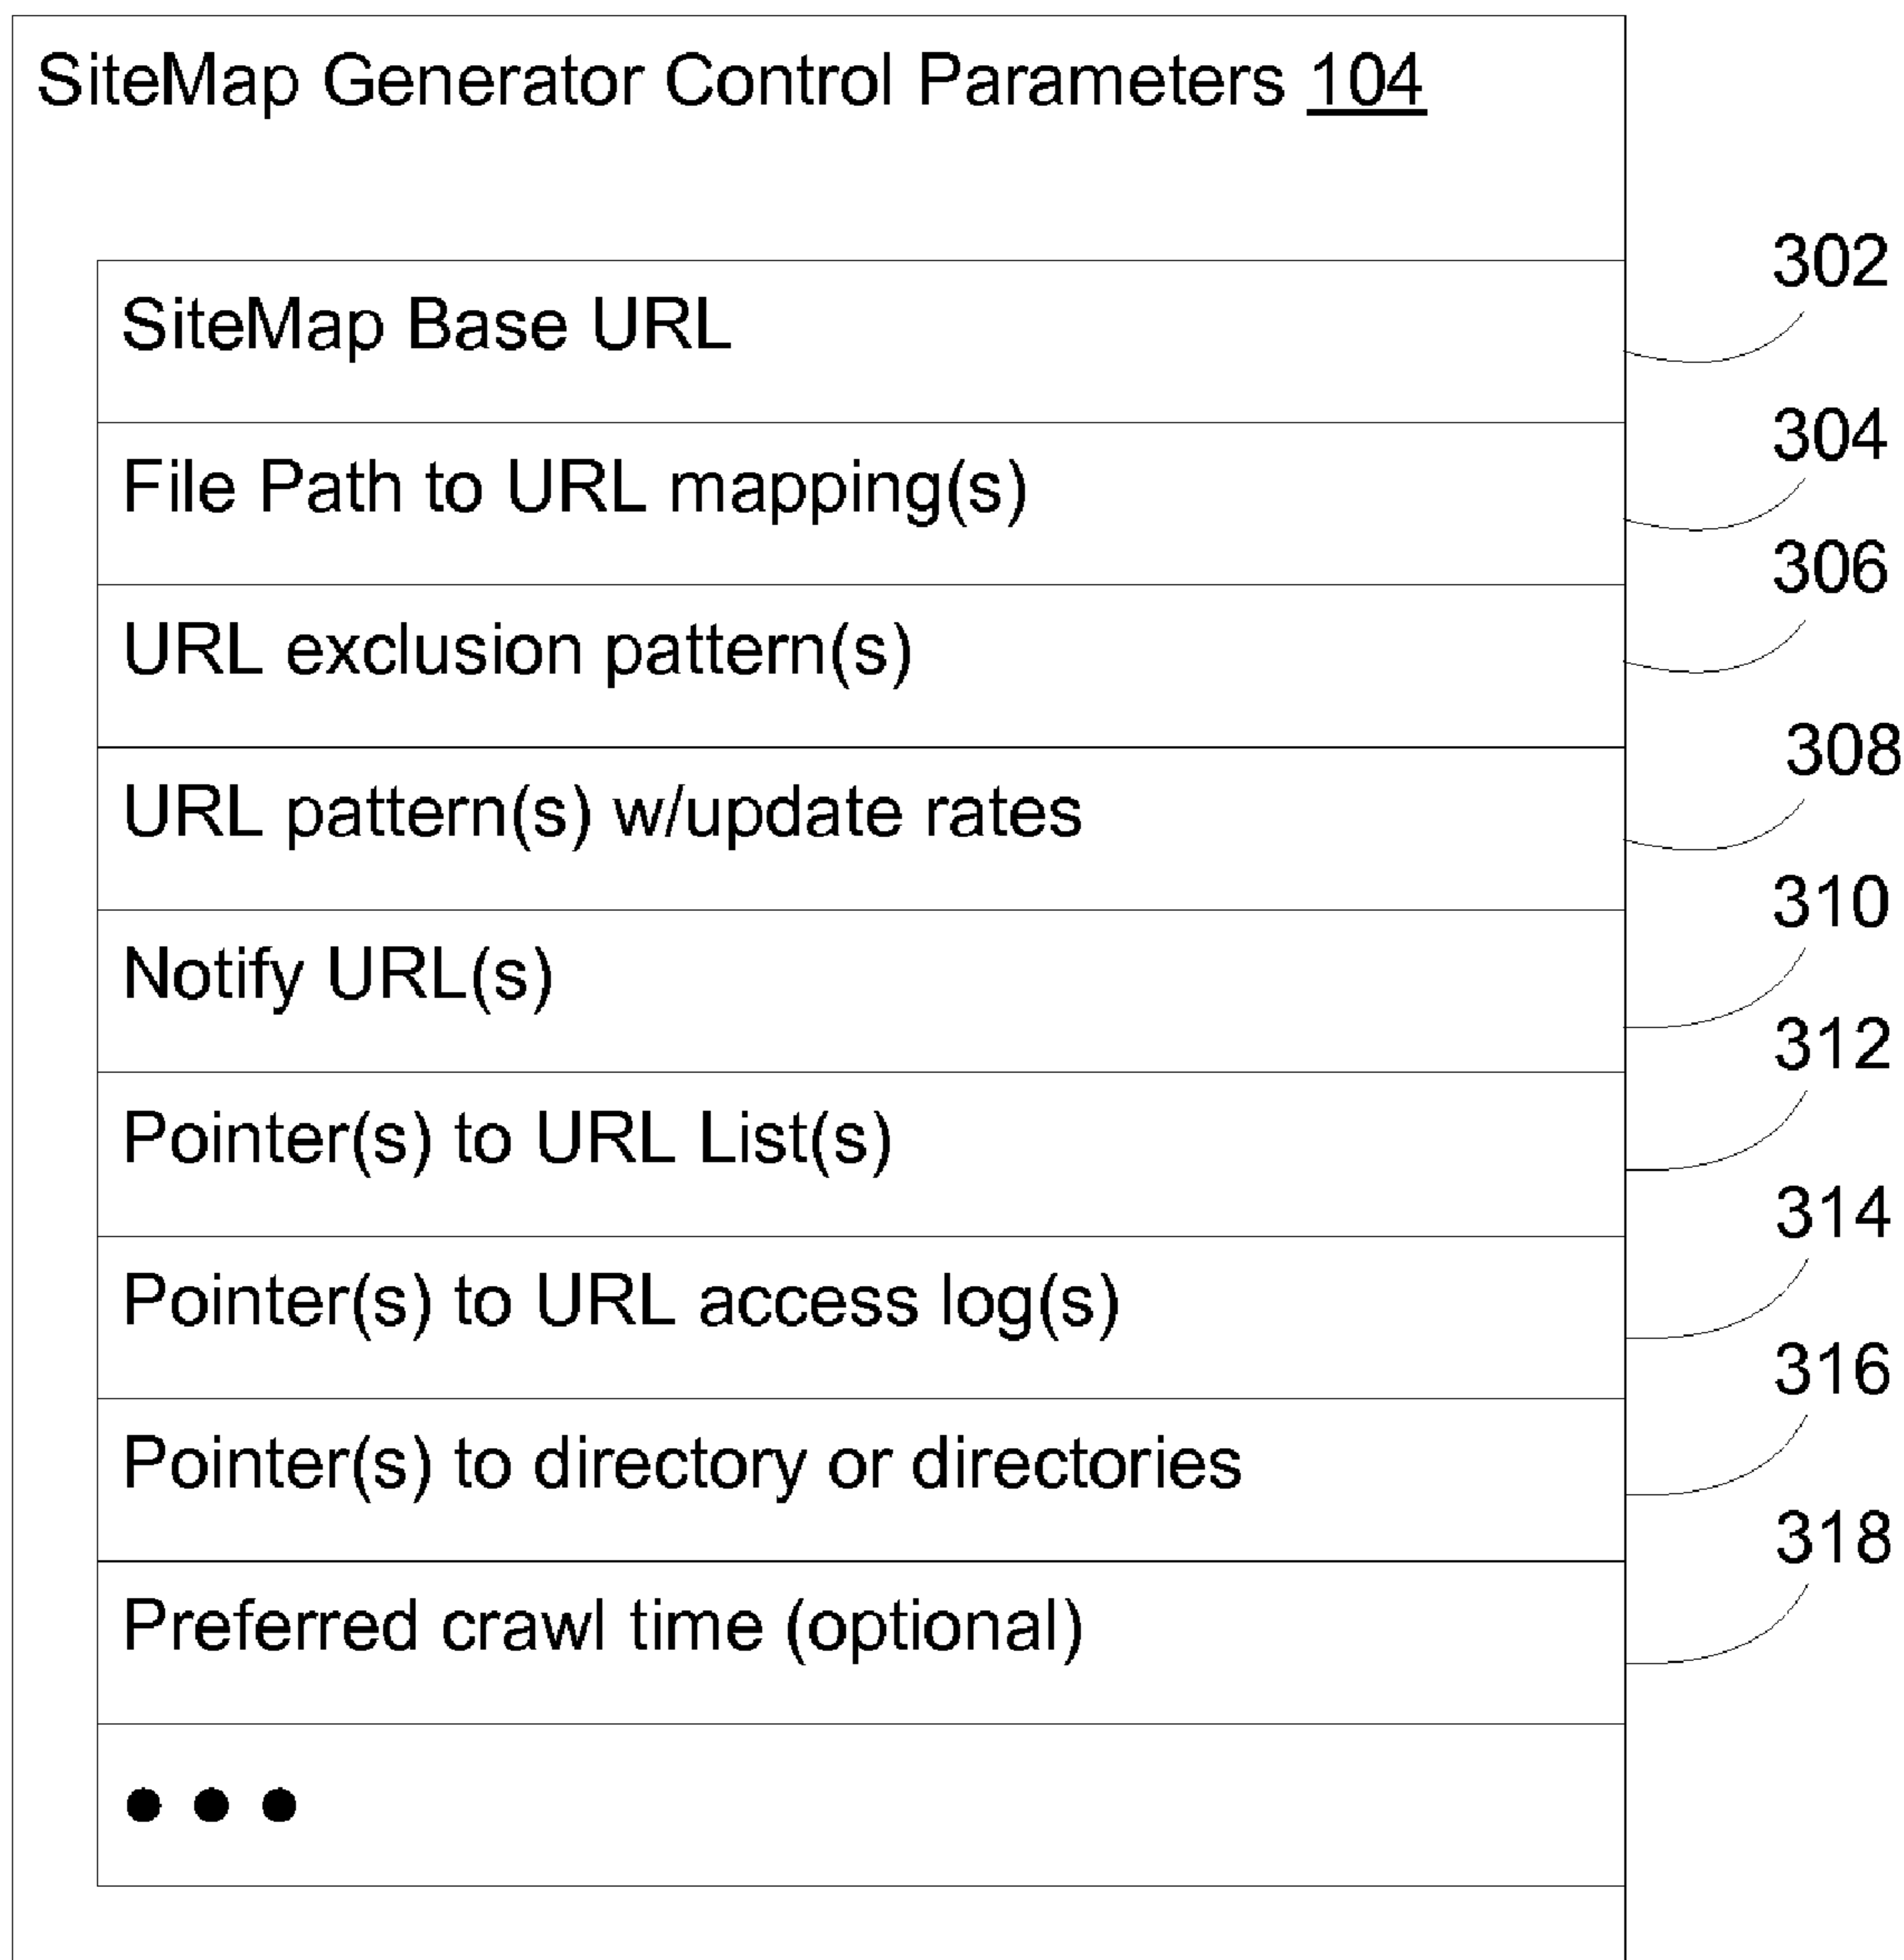 SiteMap Generator Control Parameters 104
302
SiteMap Base URL
304
File Path to URL mapping(s)
306
URL exclusion pattern(s)
308
URL pattern(s) w/update rates
310
Notify URL(s)
312
Pointer(s) to URL List(s)
314
Pointer(s) to URL access log(s)
316
Pointer(s) to directory or directories
318
Preferred crawl time (optional)
● ● ●